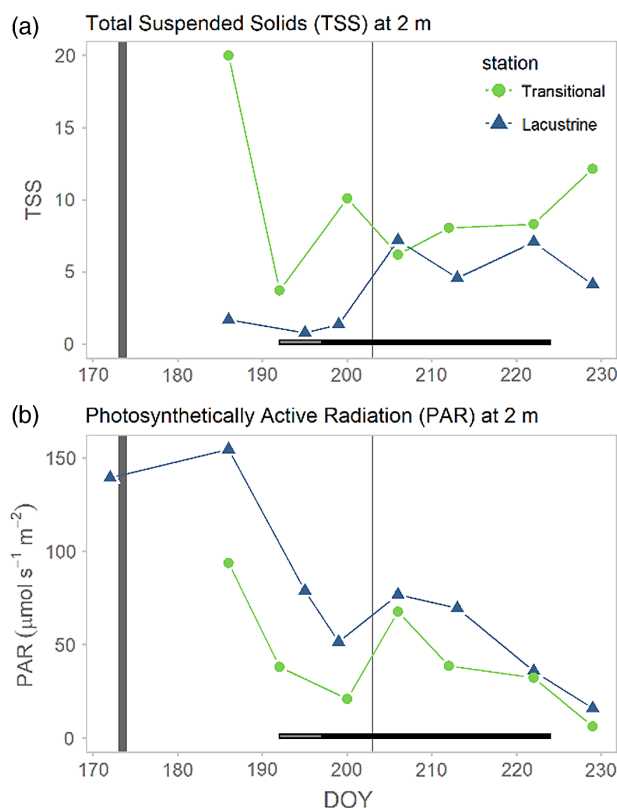 (a) Total Suspended Solids (TSS) at 2 m
station
Transitional
Lacustrine
20
15
10
5
0
TSS
170 180 190 200 210 220 230
(b) Photosynthetically Active Radiation (PAR) at 2 m
150
100
50
0
PAR (μmol s⁻¹ m⁻²)
170 180 190 200 210 220 230
DOY